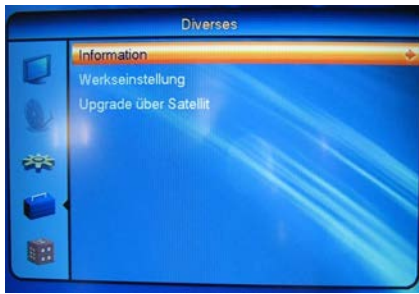 Diverses
Information
Werkseinstellung
Upgrade über Satellit